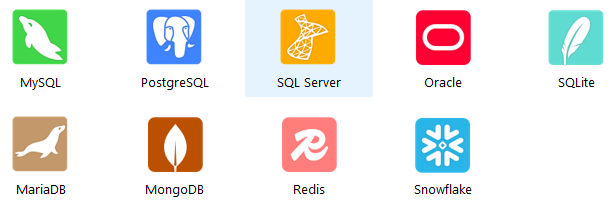 MySQL
PostgreSQL
SQL Server
Oracle
SQLite
MariaDB
MongoDB
Redis
Snowflake